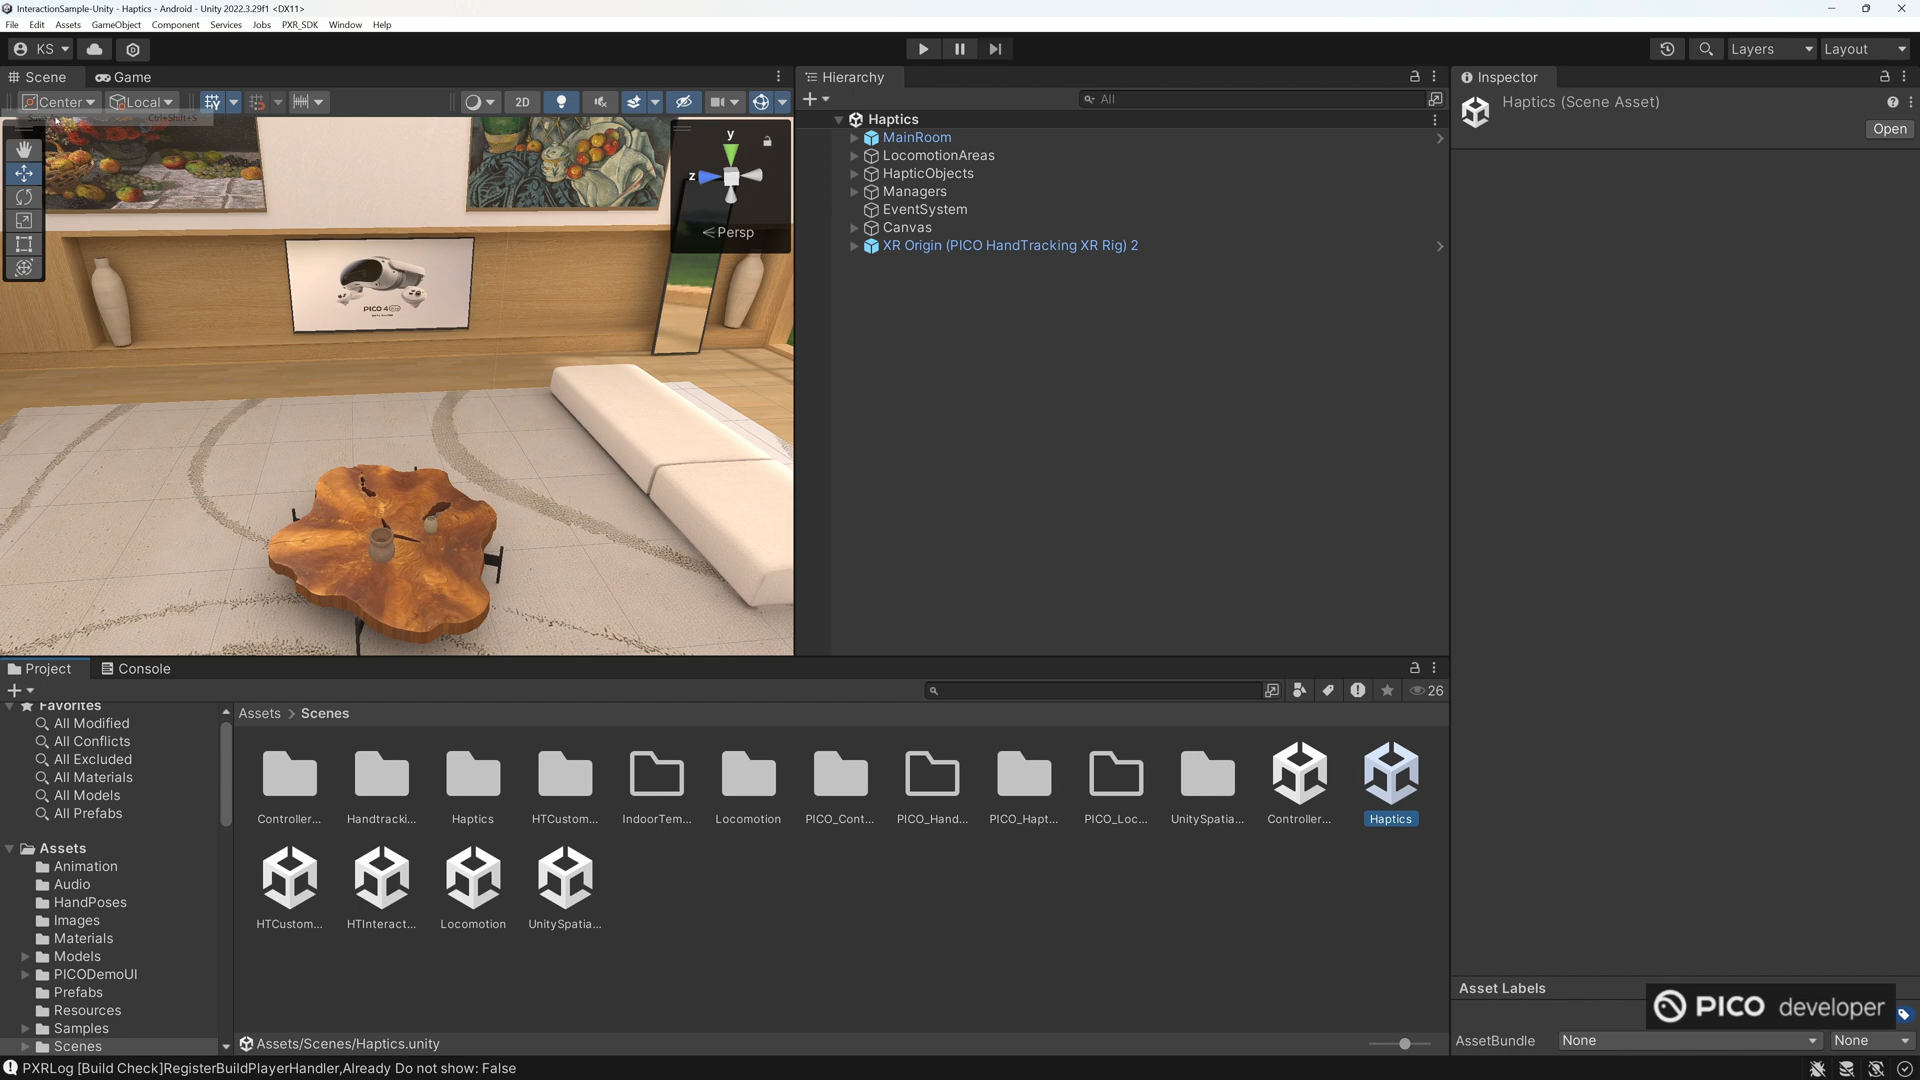 InteractionSample-Unity - Haptics - Android - Unity 2022.3.29f1 <DX11>
File Edit Assets GameObject Component Services Jobs PXR_SDK Window Help
KS
Layers Layout
Scene Game
Center Local 2D
Ctrl+Shift+S
y
z
Persp
PICO 4
Hierarchy
All
Haptics
MainRoom
LocomotionAreas
HapticObjects
Managers
EventSystem
Canvas
XR Origin (PICO HandTracking XR Rig) 2
Inspector
Haptics (Scene Asset)
Open
Project Console
26
Favorites
All Modified
All Conflicts
All Excluded
All Materials
All Models
All Prefabs
Assets
Animation
Audio
HandPoses
Images
Materials
Models
PICODemoUI
Prefabs
Resources
Samples
Scenes
Assets > Scenes
Controller... Handtracki... Haptics HTCustom... IndoorTem... Locomotion PICO_Cont... PICO_Hand... PICO_Hapt... PICO_Loc... UnitySpatia... Controller... Haptics
HTCustom... HTInteract... Locomotion UnitySpatia...
Assets/Scenes/Haptics.unity
Asset Labels
PICO developer
AssetBundle None None
PXRLog [Build Check]RegisterBuildPlayerHandler,Already Do not show: False